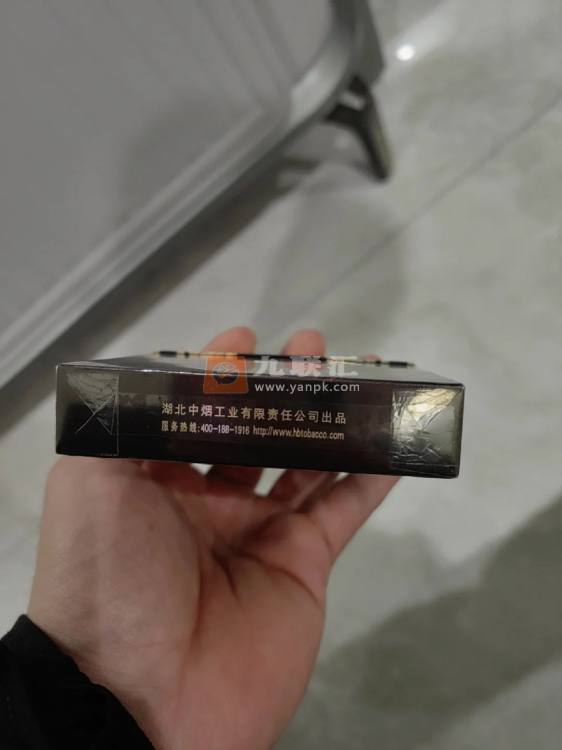 九联汇
www.yanpk.com
湖北中烟工业有限责任公司出品
服务热线:400-188-1916 http://www.hbtobacco.com